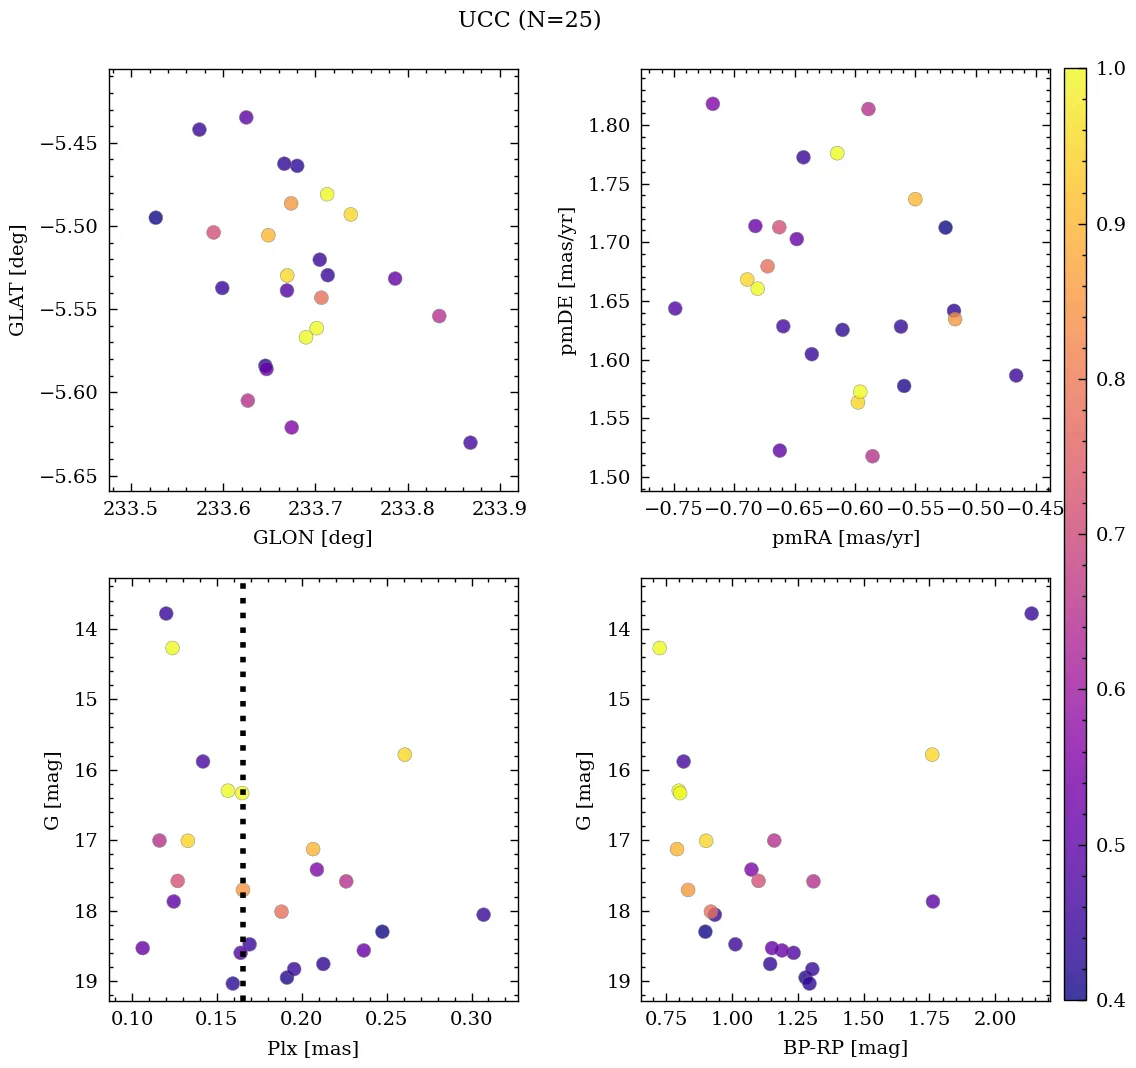 UCC (N=25)
−5.45
−5.50
−5.55
−5.60
−5.65
GLAT [deg]
233.5 233.6 233.7 233.8 233.9
GLON [deg]
1.80
1.75
1.70
1.65
1.60
1.55
1.50
pmDE [mas/yr]
−0.75 −0.70 −0.65 −0.60 −0.55 −0.50 −0.45
pmRA [mas/yr]
14
15
16
17
18
19
G [mag]
0.10 0.15 0.20 0.25 0.30
Plx [mas]
14
15
16
17
18
19
G [mag]
0.75 1.00 1.25 1.50 1.75 2.00
BP-RP [mag]
1.0
0.9
0.8
0.7
0.6
0.5
0.4